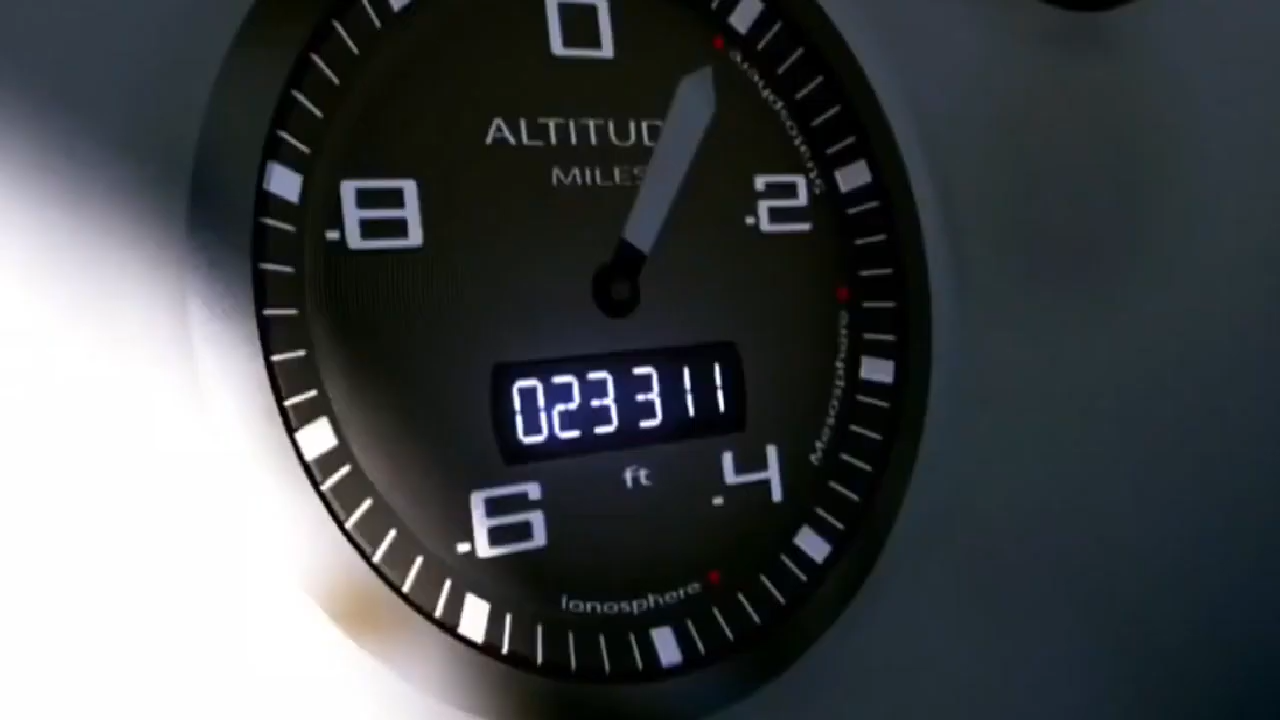 0
Stratosphere
ALTITUD
MILES
.8
.2
Mesosphere
023311
ft
.4
.6
Ionosphere